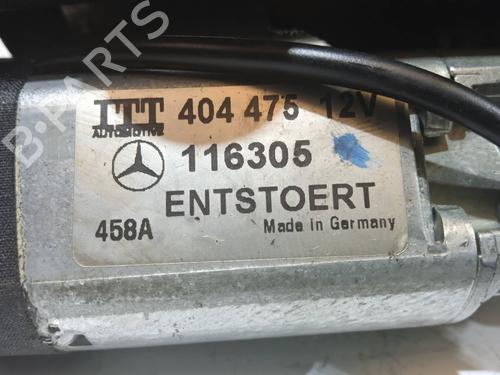 B-PARTS
ITT 404 475 12V
AUTOMOTIVE
116305
ENTSTOERT
458A Made in Germany